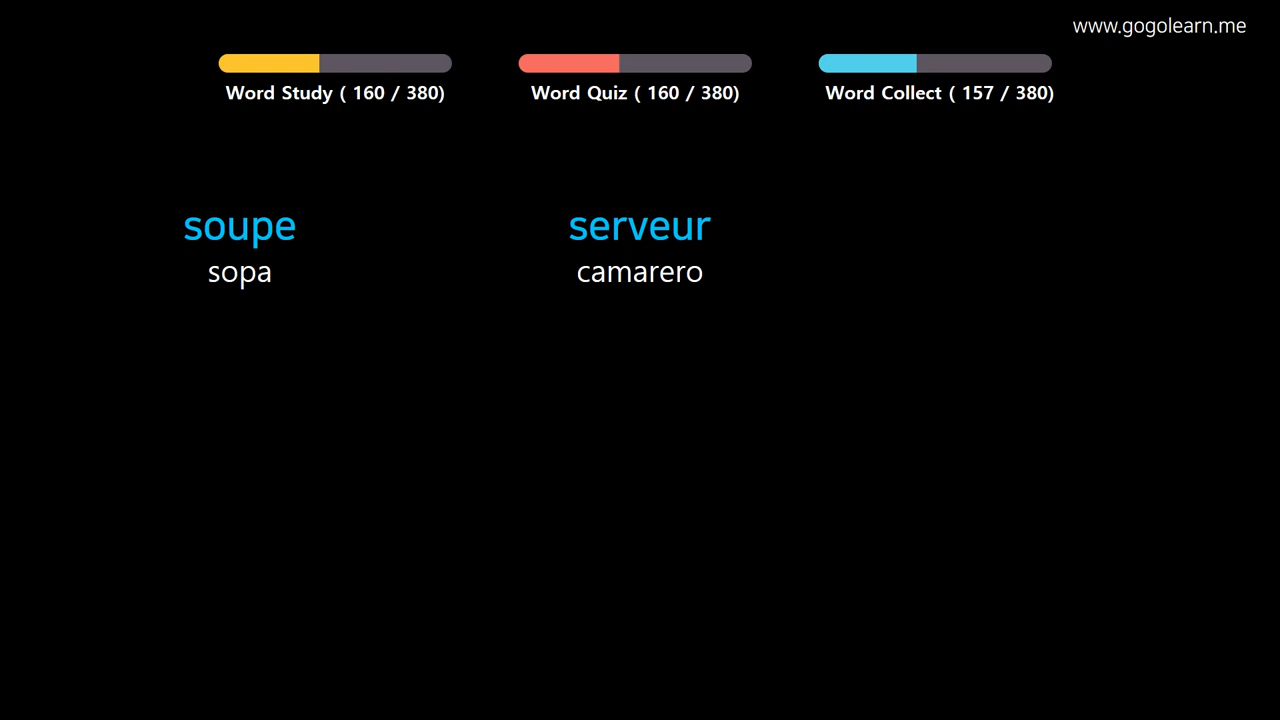 www.gogolearn.me
Word Study ( 160 / 380)
Word Quiz ( 160 / 380)
Word Collect ( 157 / 380)
soupe
sopa
serveur
camarero